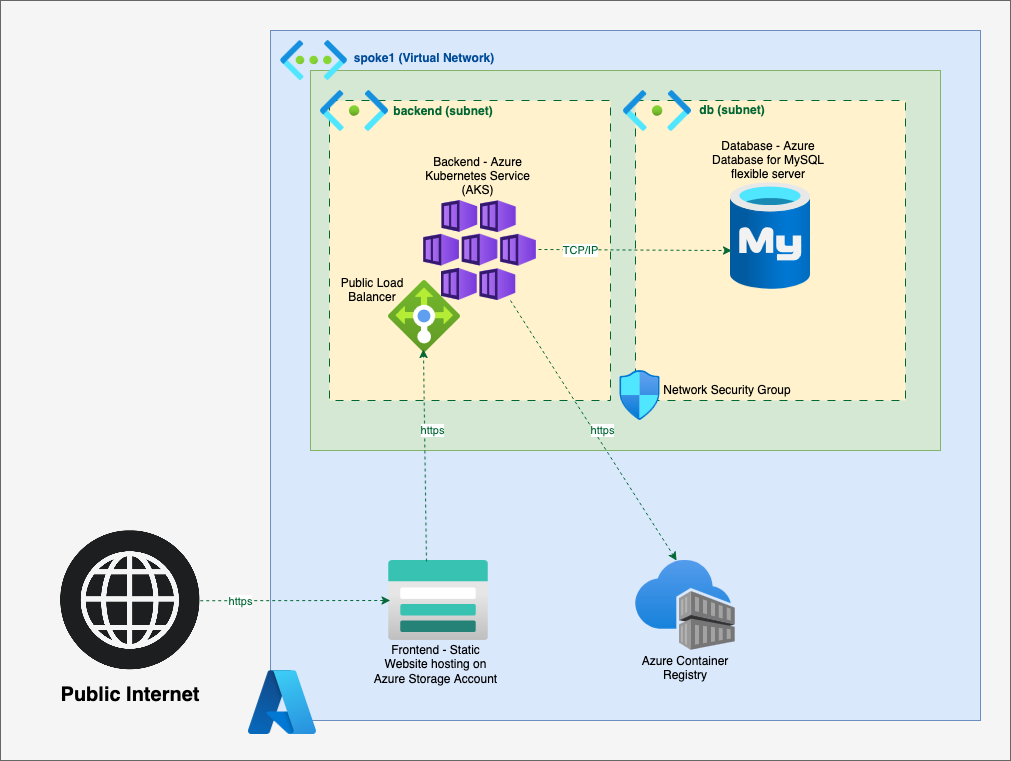 spoke1 (Virtual Network)
backend (subnet)
db (subnet)
Backend - Azure
Kubernetes Service
(AKS)
Database - Azure
Database for MySQL
flexible server
My
TCP/IP
Public Load
Balancer
Network Security Group
https
https
https
Frontend - Static
Website hosting on
Azure Storage Account
Azure Container
Registry
Public Internet